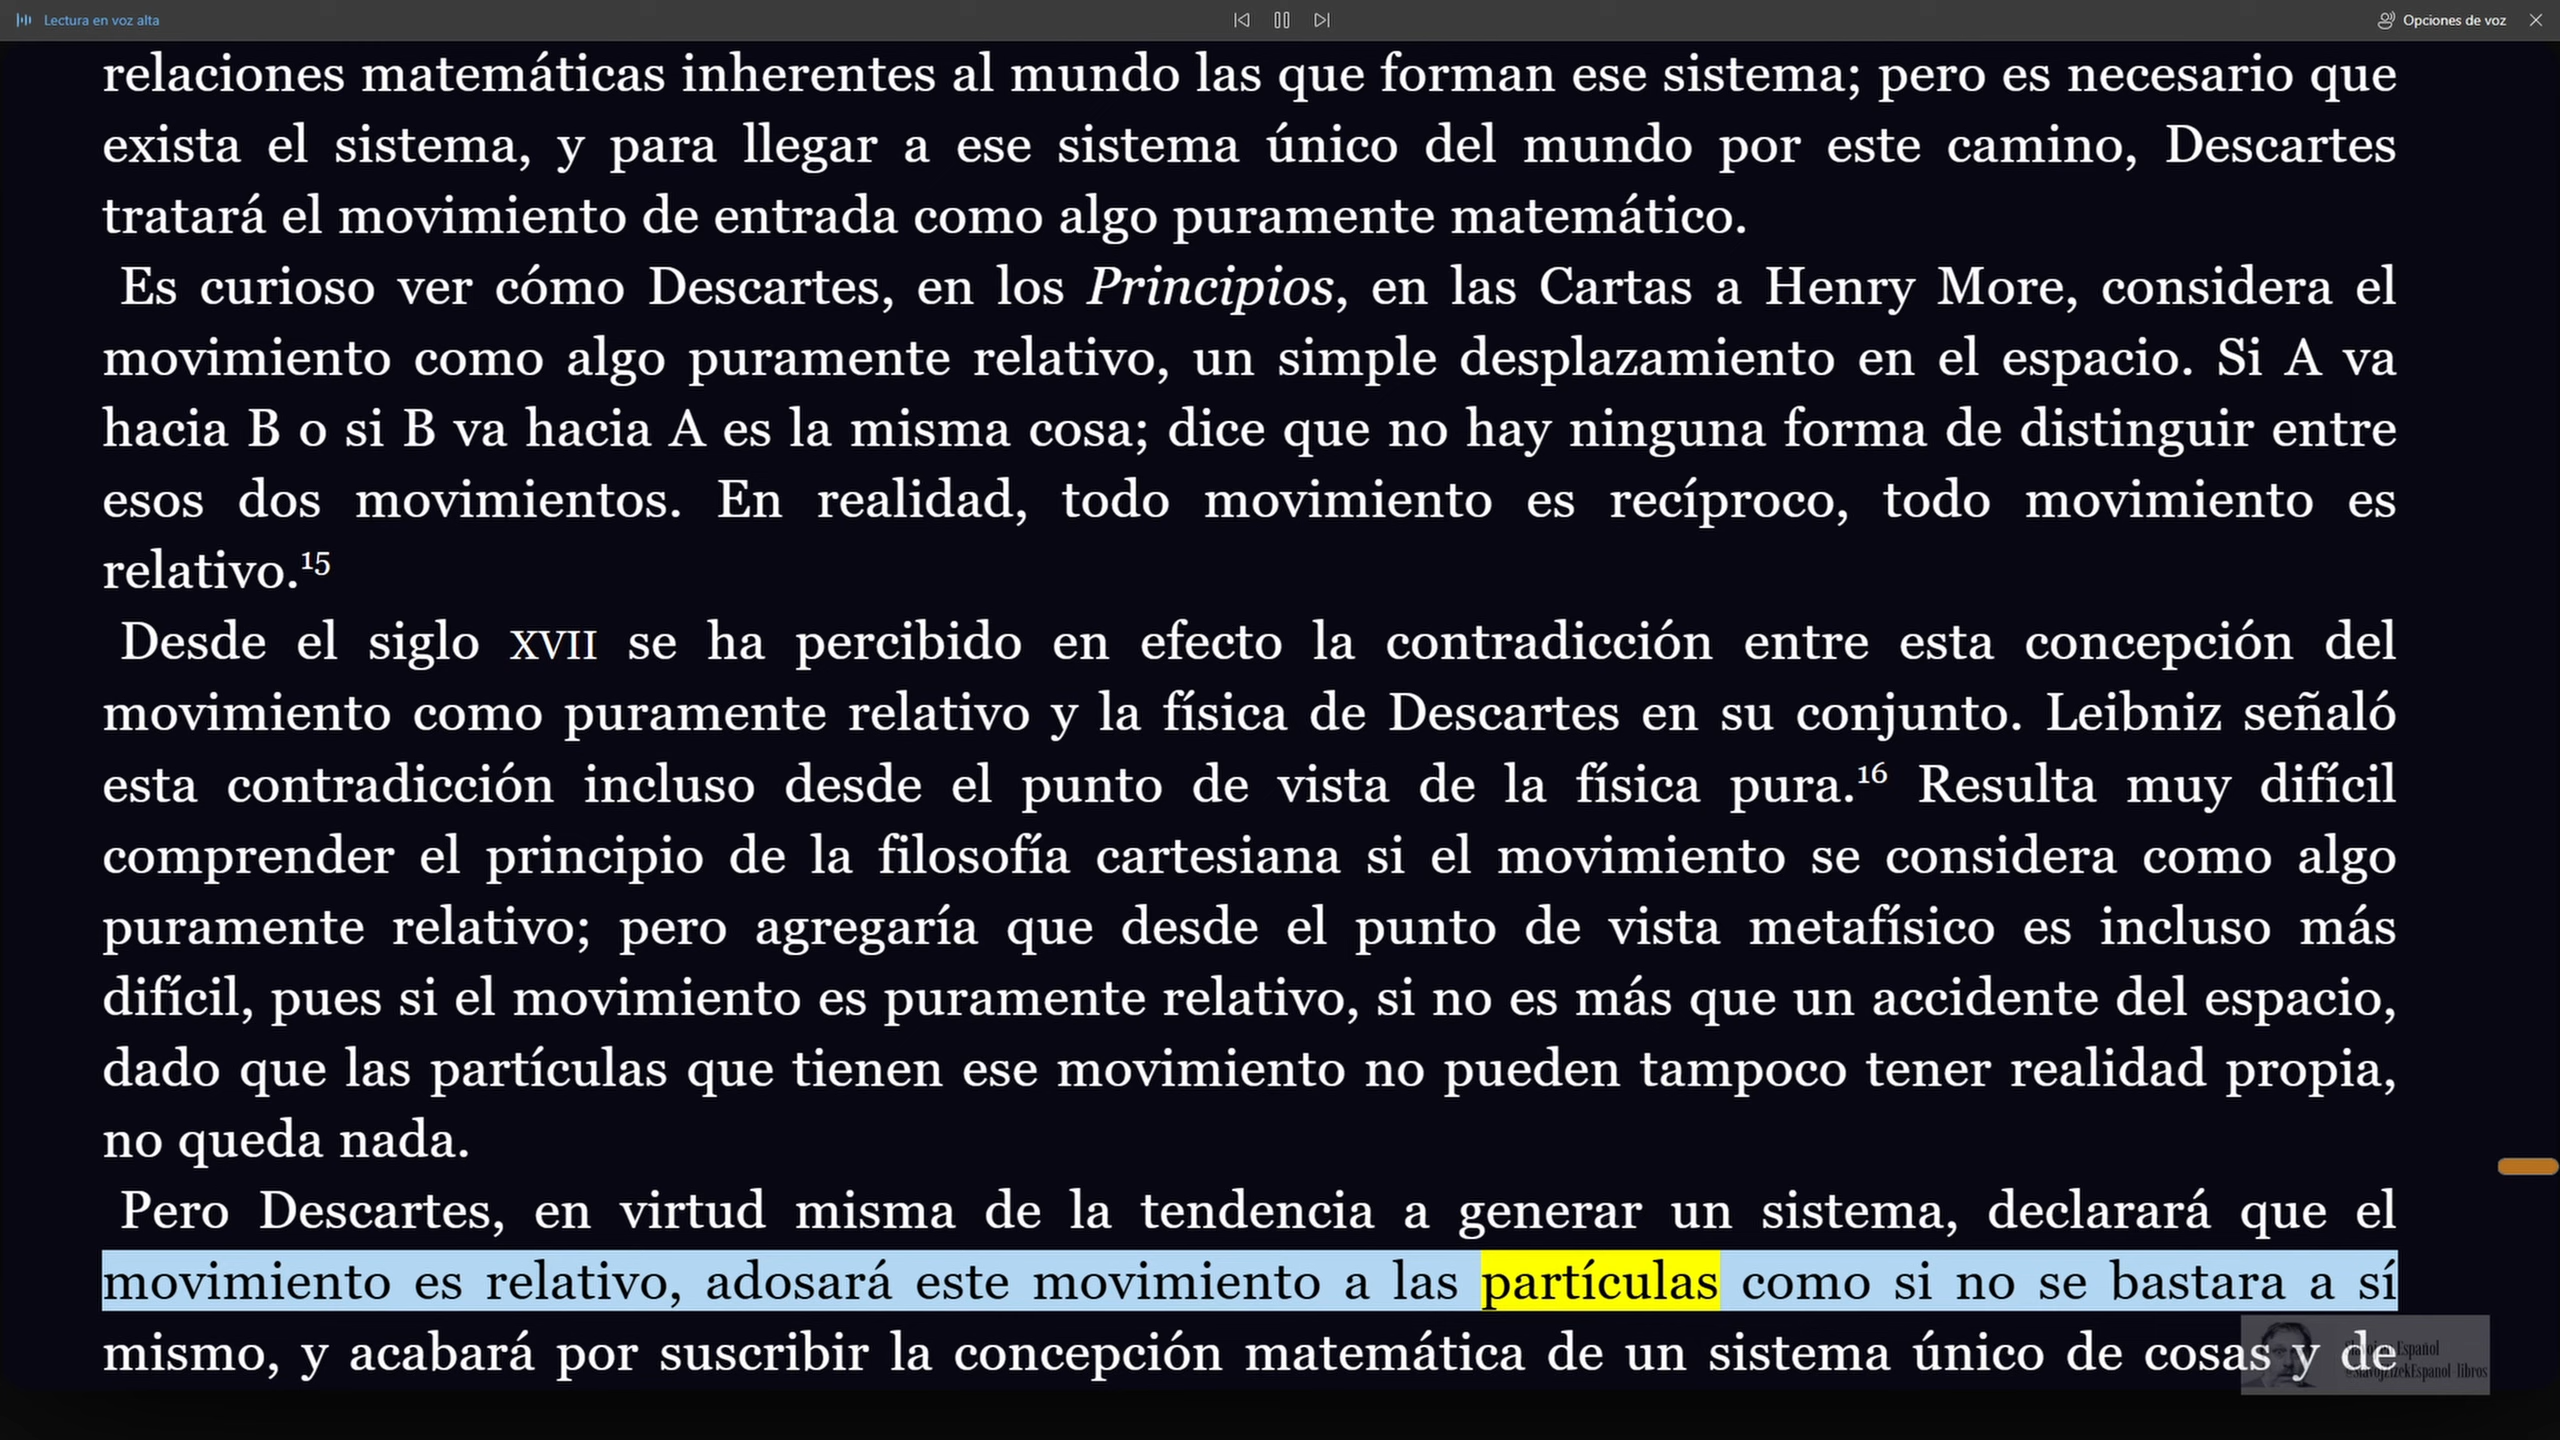 Lectura en voz alta
Opciones de voz
relaciones matemáticas inherentes al mundo las que forman ese sistema; pero es necesario que
exista el sistema, y para llegar a ese sistema único del mundo por este camino, Descartes
tratará el movimiento de entrada como algo puramente matemático.
Es curioso ver cómo Descartes, en los Principios, en las Cartas a Henry More, considera el
movimiento como algo puramente relativo, un simple desplazamiento en el espacio. Si A va
hacia B o si B va hacia A es la misma cosa; dice que no hay ninguna forma de distinguir entre
esos dos movimientos. En realidad, todo movimiento es recíproco, todo movimiento es
relativo.¹⁵
Desde el siglo XVII se ha percibido en efecto la contradicción entre esta concepción del
movimiento como puramente relativo y la física de Descartes en su conjunto. Leibniz señaló
esta contradicción incluso desde el punto de vista de la física pura.¹⁶ Resulta muy difícil
comprender el principio de la filosofía cartesiana si el movimiento se considera como algo
puramente relativo; pero agregaría que desde el punto de vista metafísico es incluso más
difícil, pues si el movimiento es puramente relativo, si no es más que un accidente del espacio,
dado que las partículas que tienen ese movimiento no pueden tampoco tener realidad propia,
no queda nada.
Pero Descartes, en virtud misma de la tendencia a generar un sistema, declarará que el
movimiento es relativo, adosará este movimiento a las partículas como si no se bastara a sí
mismo, y acabará por suscribir la concepción matemática de un sistema único de cosas y de
Español